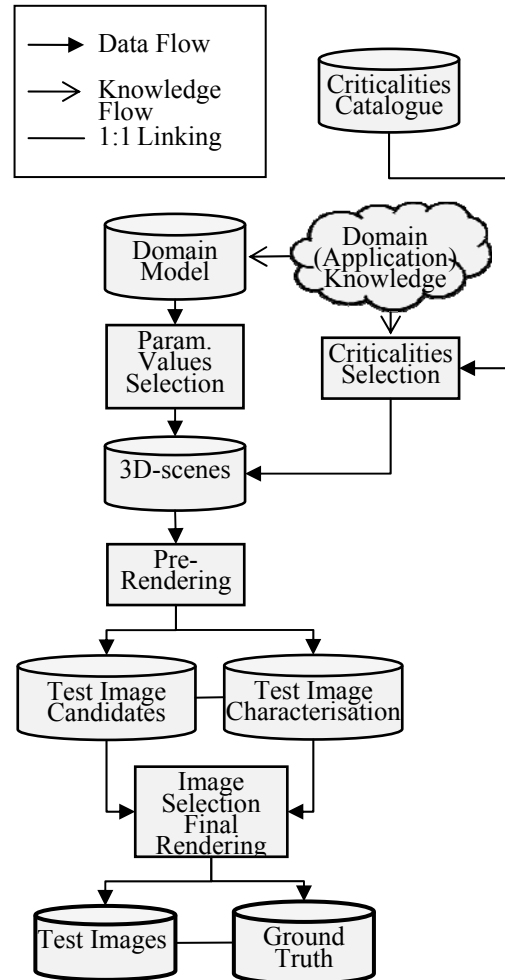 Data Flow
Knowledge
Flow
1:1 Linking
Criticalities
Catalogue
Domain
Model
Domain
(Application)
Knowledge
Param.
Values
Selection
Criticalities
Selection
3D-scenes
Pre-
Rendering
Test Image
Candidates
Test Image
Characterisation
Image
Selection
Final
Rendering
Test Images
Ground
Truth